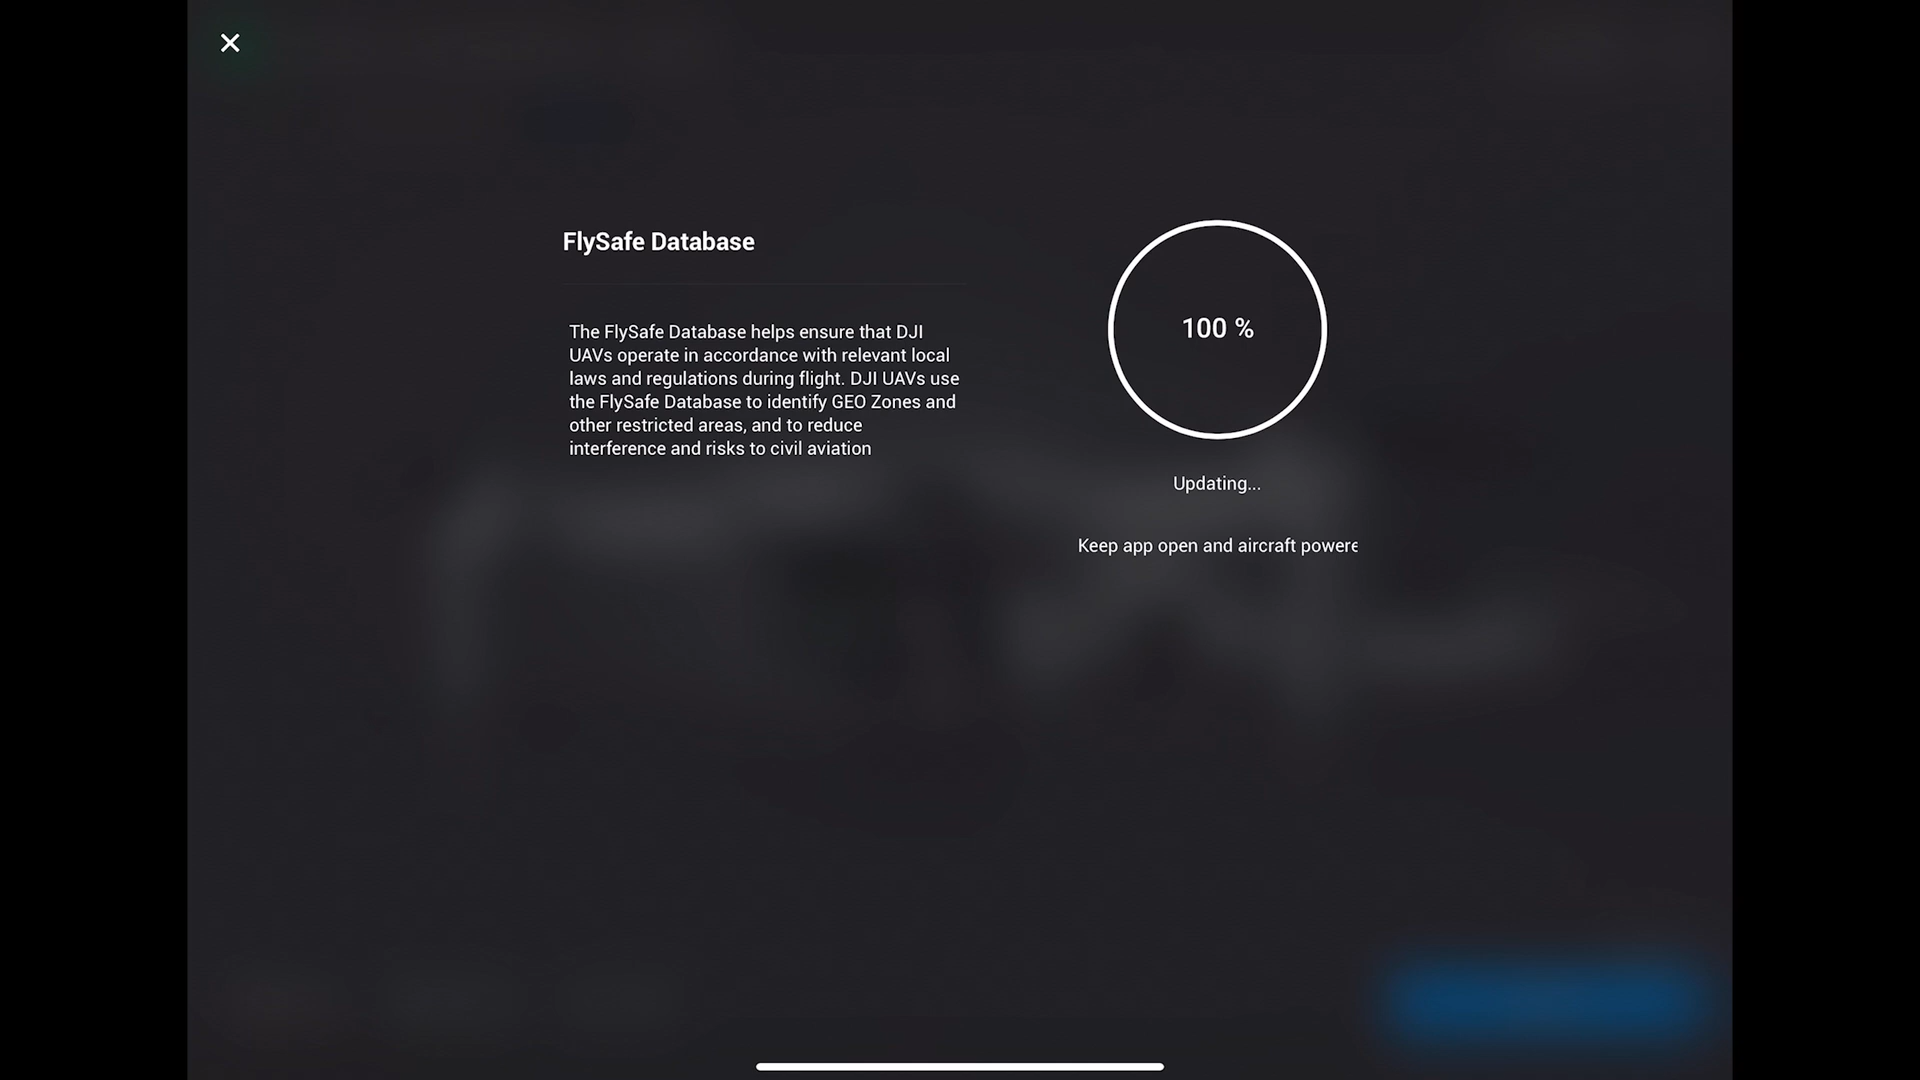 FlySafe Database
The FlySafe Database helps ensure that DJI
UAVs operate in accordance with relevant local
laws and regulations during flight. DJI UAVs use
the FlySafe Database to identify GEO Zones and
other restricted areas, and to reduce
interference and risks to civil aviation
100 %
Updating...
Keep app open and aircraft powere